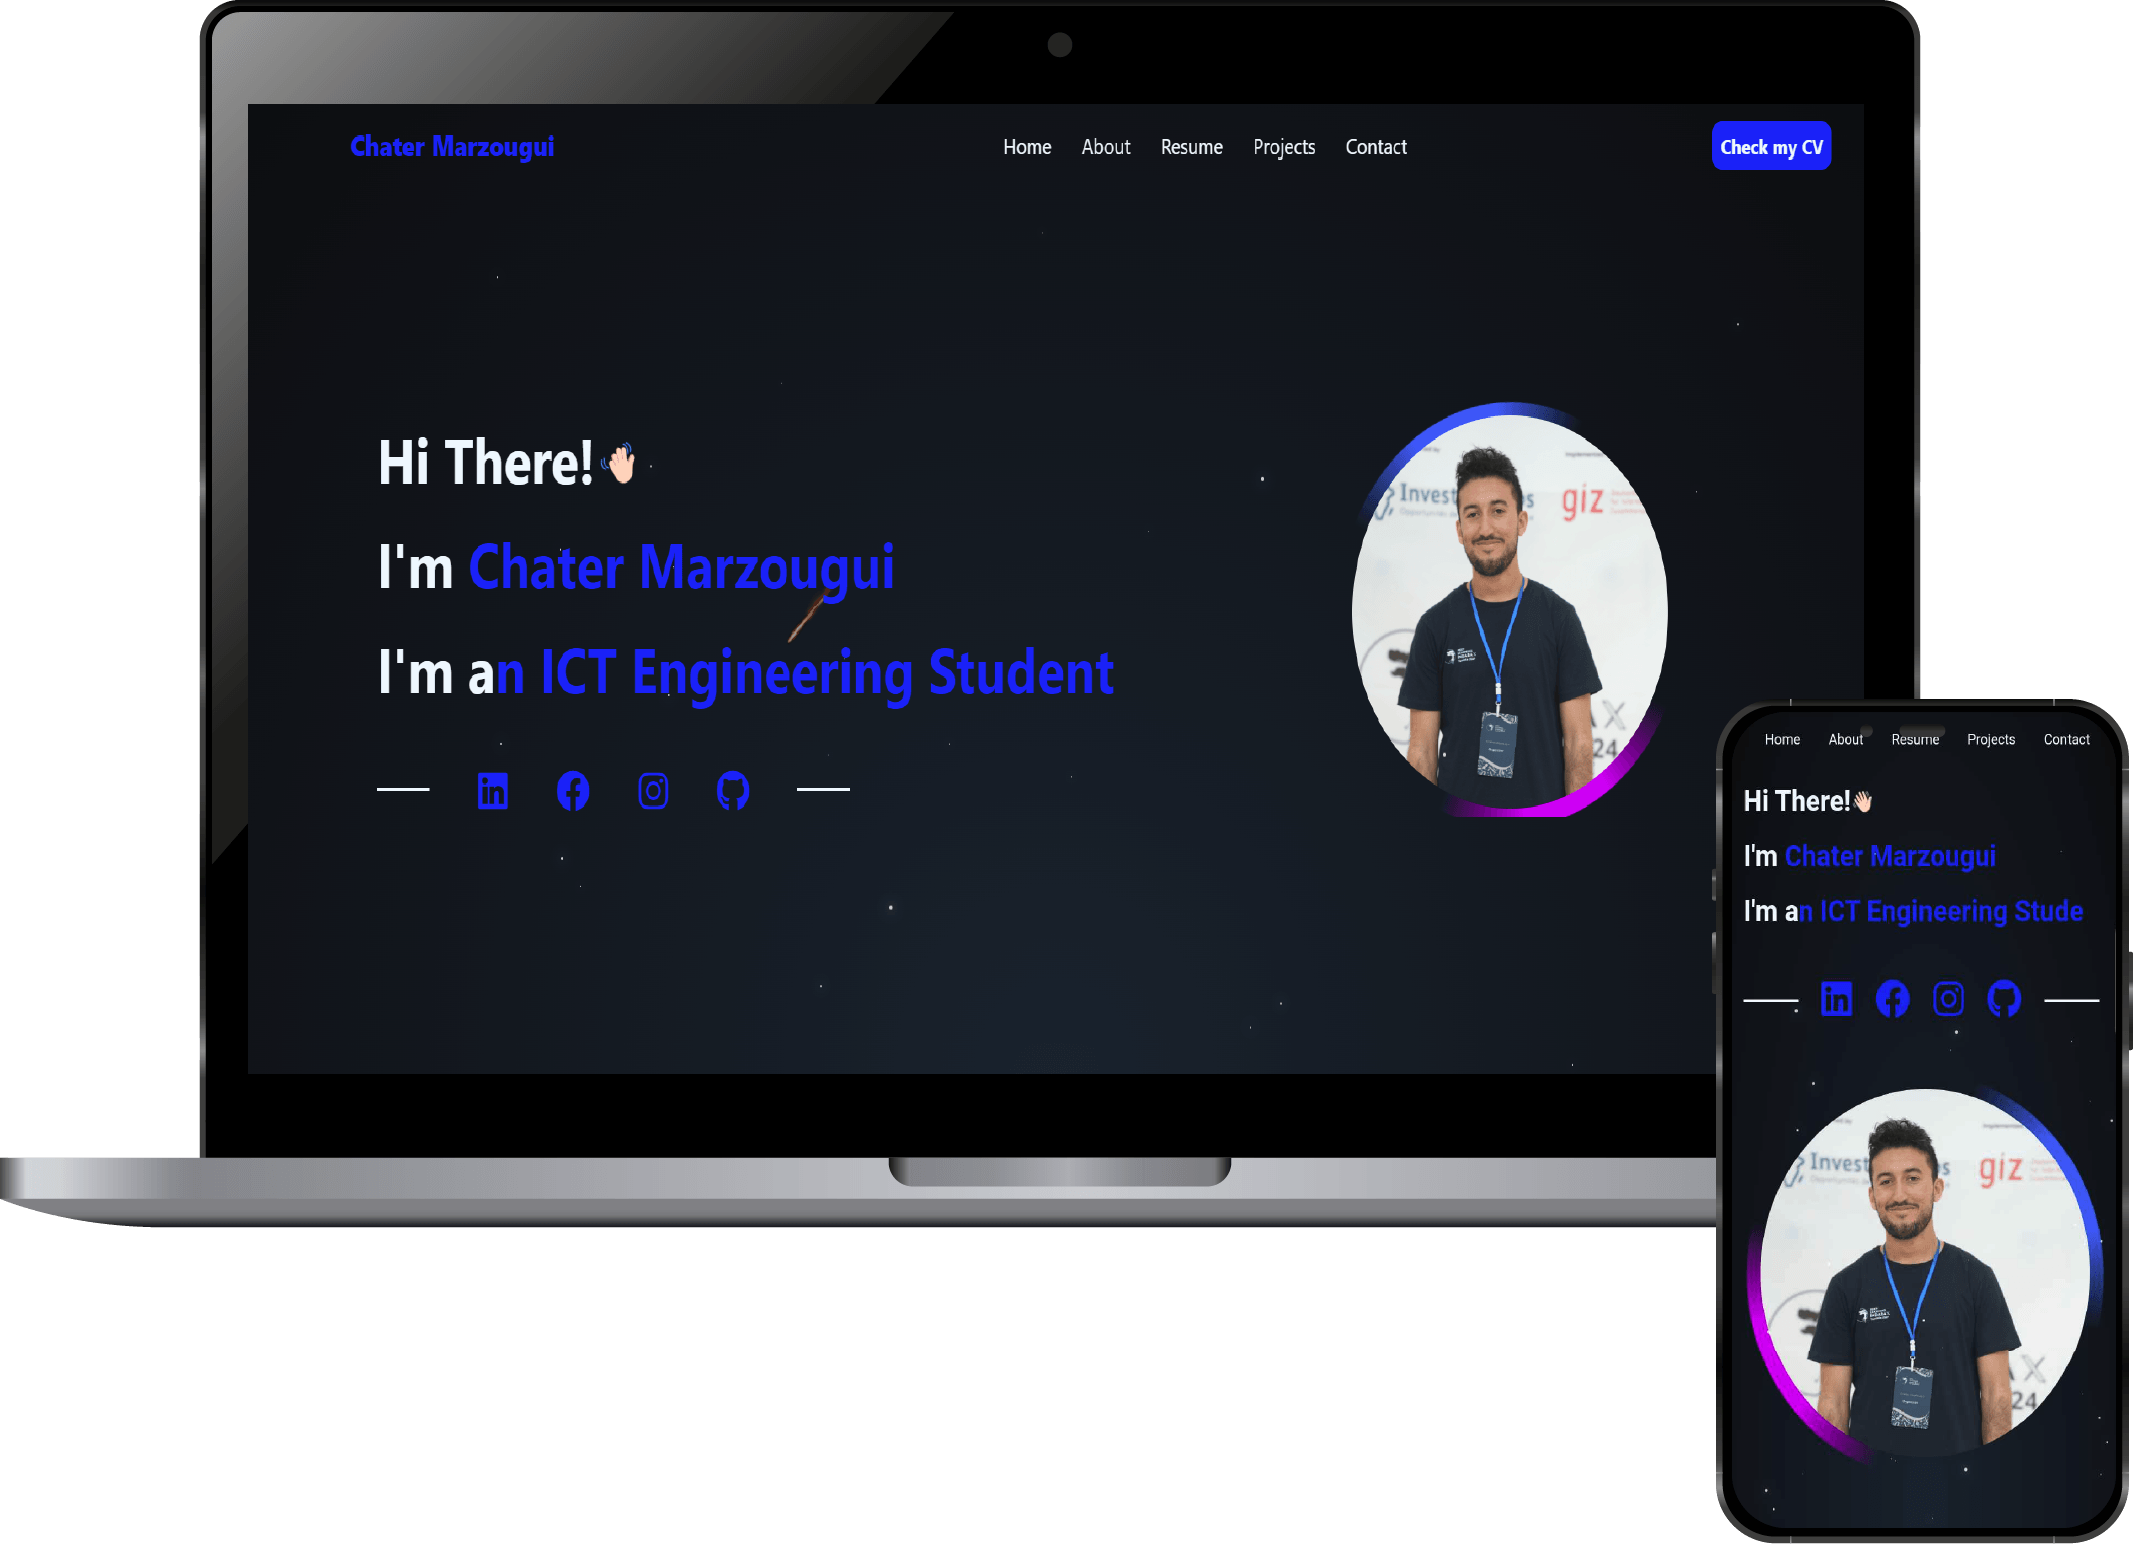 Chater Marzougui
Home About Resume Projects Contact
Check my CV
Hi There!
I'm Chater Marzougui
I'm an ICT Engineering Student
Invest
giz
24
Home About Resume Projects Contact
Hi There!
I'm Chater Marzougui
I'm an ICT Engineering Stude
Invest
giz
24